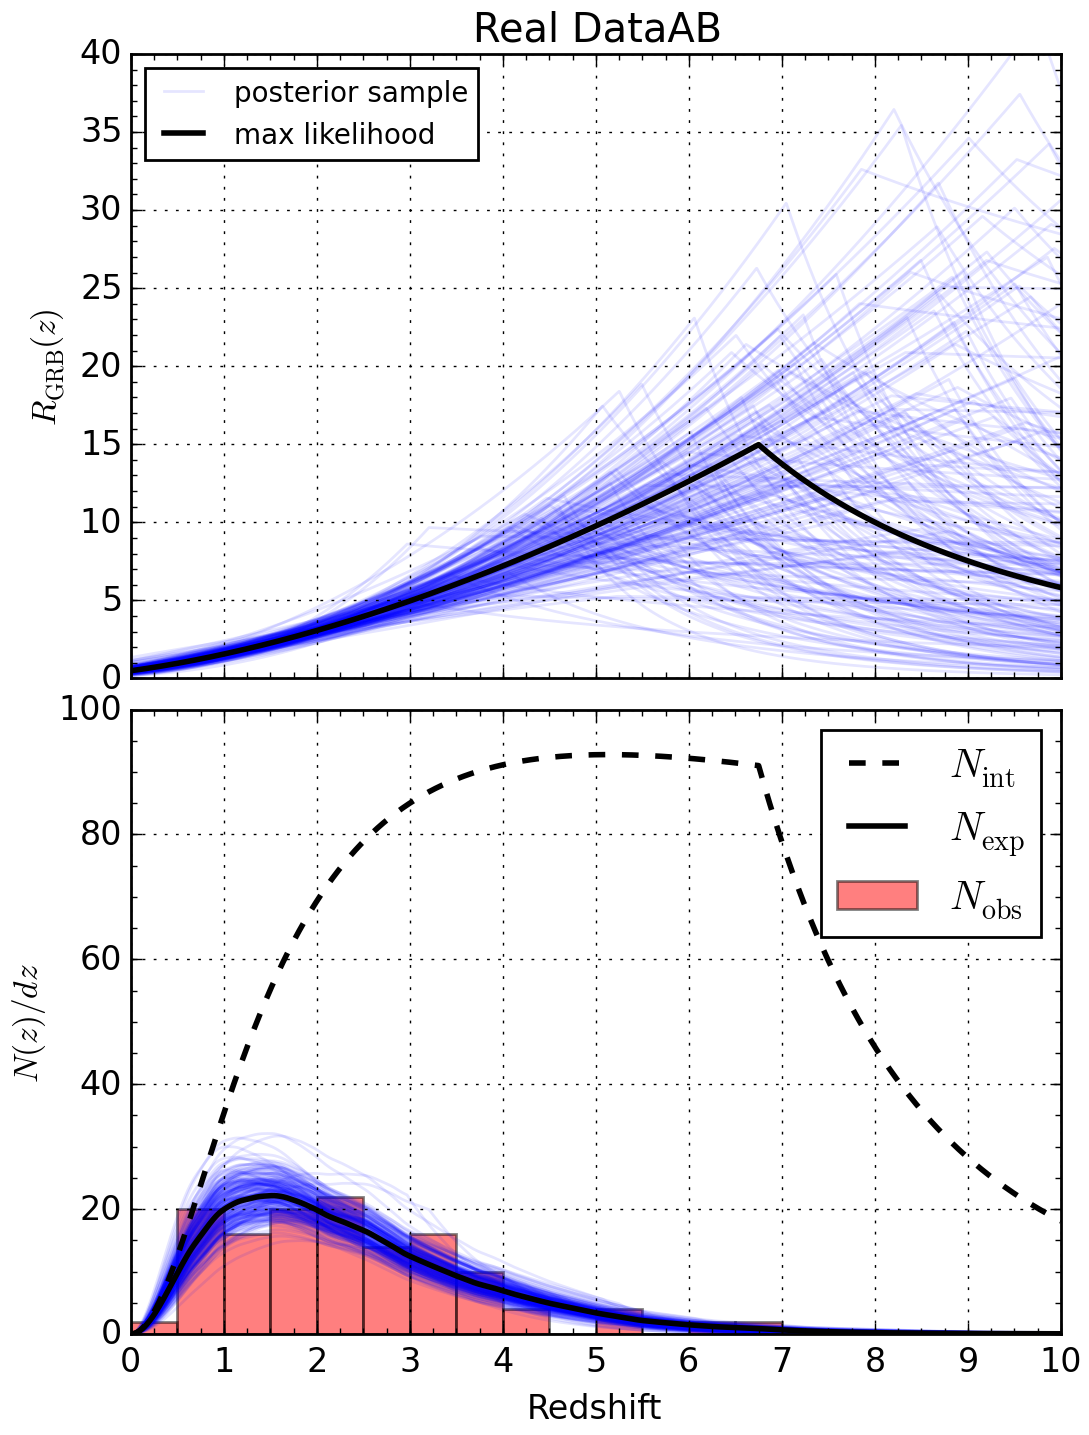 Real DataAB
40
35
30
25
20
15
10
5
0
R_GRB(z)
posterior sample
max likelihood
100
80
60
40
20
0
N(z)/dz
N_int
N_exp
N_obs
0 1 2 3 4 5 6 7 8 9 10
Redshift